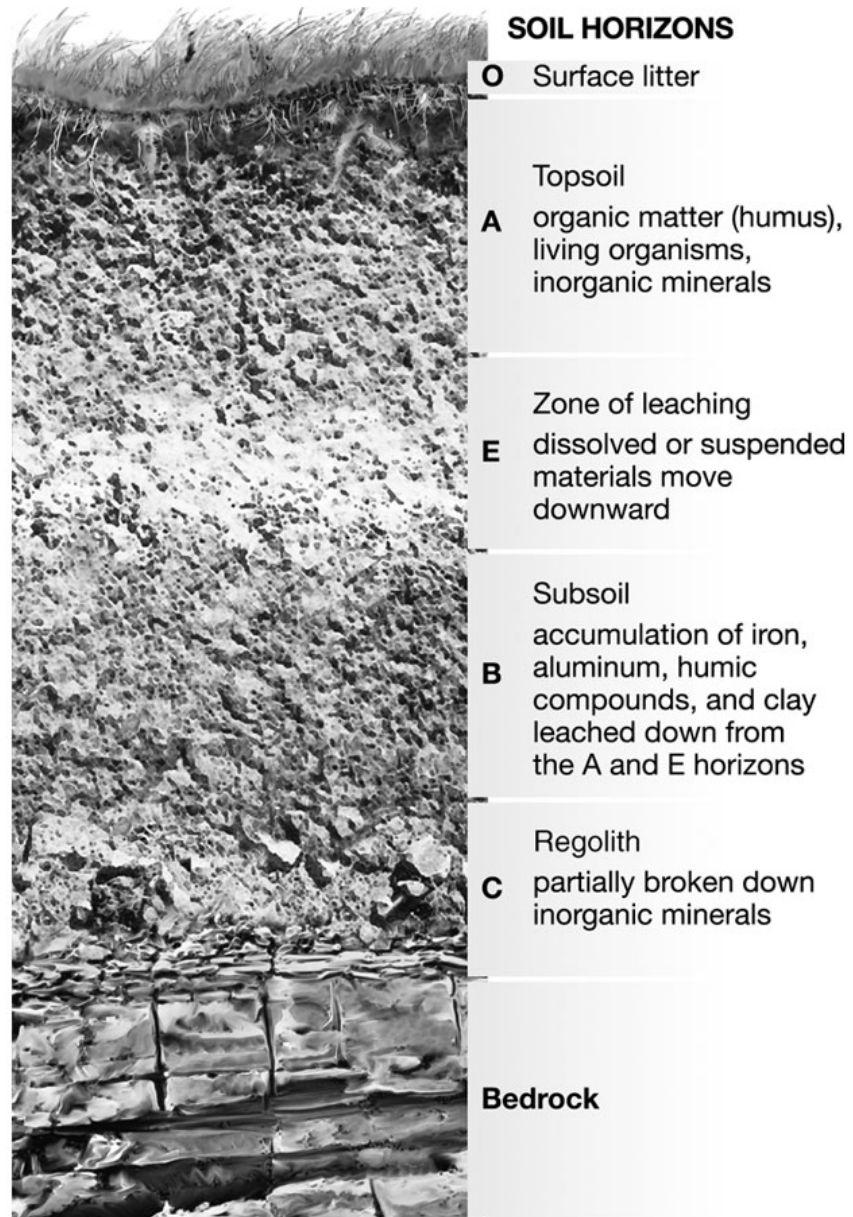 SOIL HORIZONS
O Surface litter
Topsoil
A organic matter (humus),
living organisms,
inorganic minerals
Zone of leaching
E dissolved or suspended
materials move
downward
Subsoil
accumulation of iron,
aluminum, humic
B compounds, and clay
leached down from
the A and E horizons
Regolith
C partially broken down
inorganic minerals
Bedrock